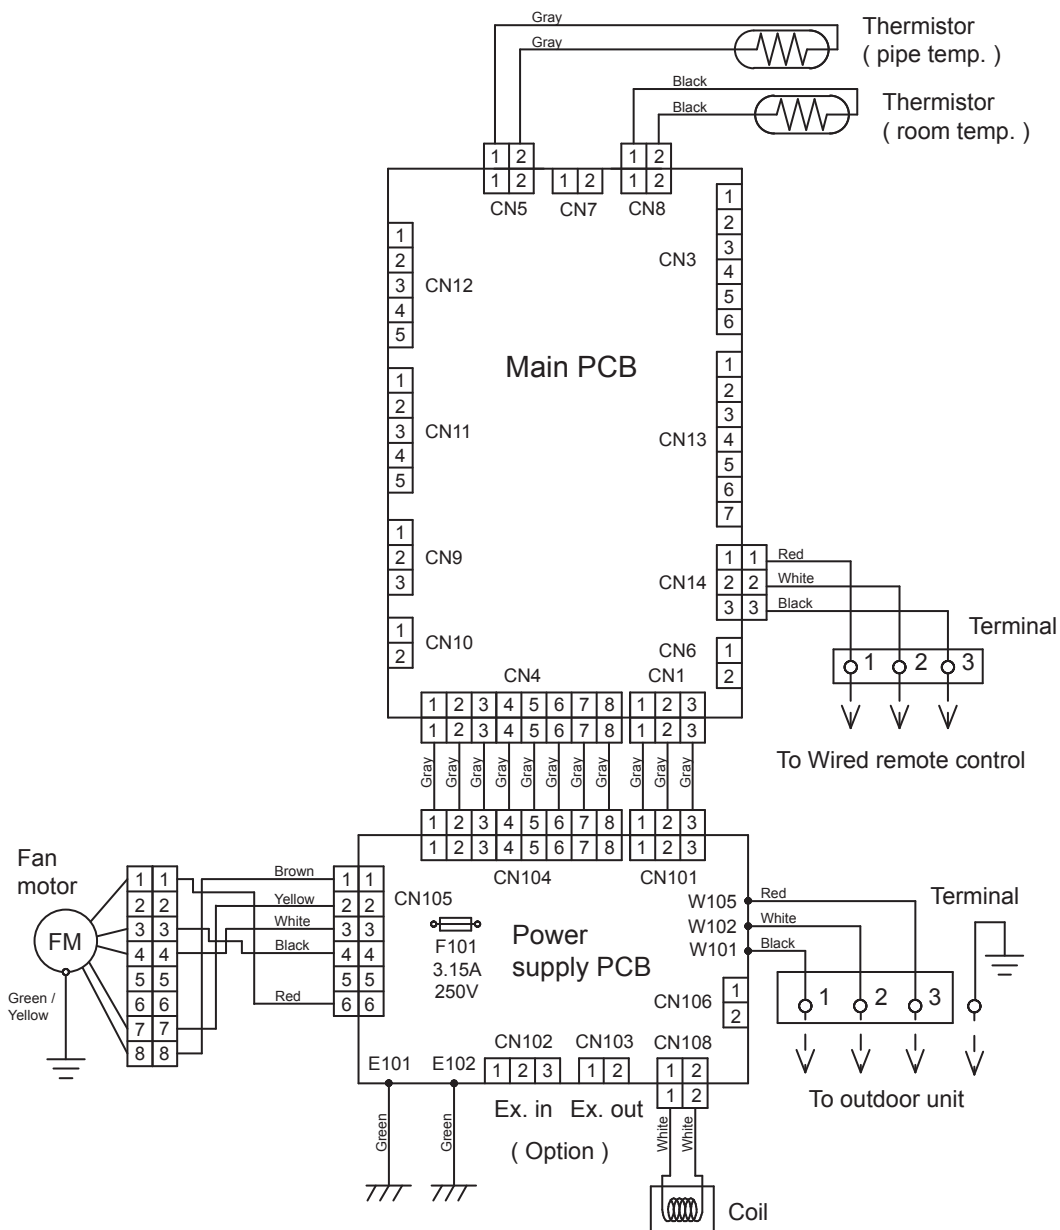 Gray
Thermistor
Gray
( pipe temp. )
Black
Thermistor
Black
( room temp. )
1 2
1 2
1 2
1 2
1 2
CN5
CN7
CN8
1
2
3
4
5
6
CN3
1
2
3
4
5
CN12
Main PCB
1
2
3
4
5
6
7
CN13
1
2
3
4
5
CN11
1
2
3
CN9
1
2
CN10
CN14
1 1
2 2
3 3
Red
White
Black
Terminal
1 2 3
To Wired remote control
CN6
1
2
CN4
CN1
1 2 3 4 5 6 7 8
1 2 3 4 5 6 7 8
1 2 3
1 2 3
Gray Gray Gray Gray Gray Gray Gray Gray
Gray Gray Gray
1 2 3 4 5 6 7 8
1 2 3 4 5 6 7 8
1 2 3
1 2 3
CN104
CN101
Fan
motor
FM
Green /
Yellow
1 1
2 2
3 3
4 4
5 5
6 6
7 7
8 8
Brown
Yellow
White
Black
Red
1 1
2 2
3 3
4 4
5 5
6 6
CN105
F101
3.15A
250V
Power
supply PCB
W105
W102
W101
Red
White
Black
Terminal
1 2 3
To outdoor unit
CN106
1
2
E101
E102
CN102
CN103
CN108
1 2 3
1 2
1 2
1 2
Ex. in
Ex. out
( Option )
Green
Green
White
White
Coil